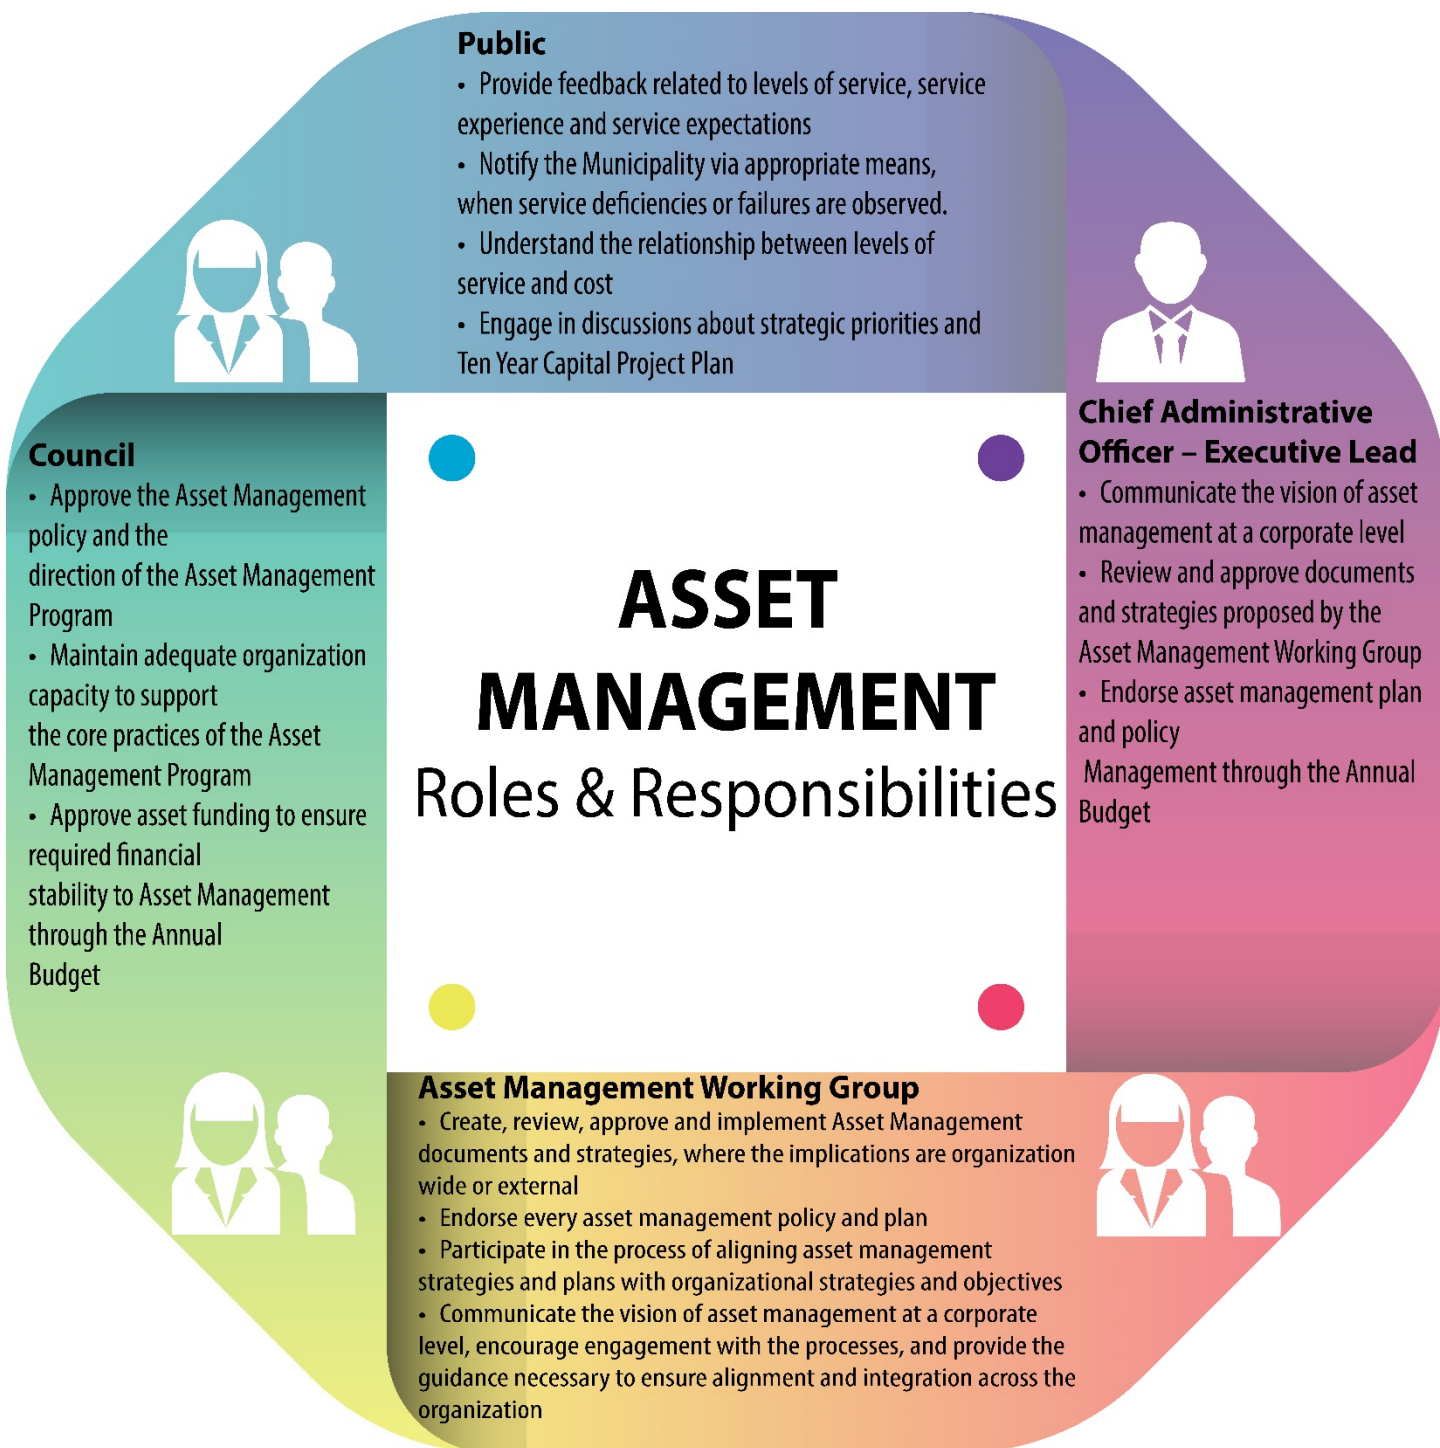 Public
• Provide feedback related to levels of service, service
experience and service expectations
• Notify the Municipality via appropriate means,
when service deficiencies or failures are observed.
• Understand the relationship between levels of
service and cost
• Engage in discussions about strategic priorities and
Ten Year Capital Project Plan
Council
• Approve the Asset Management
policy and the
direction of the Asset Management
Program
• Maintain adequate organization
capacity to support
the core practices of the Asset
Management Program
• Approve asset funding to ensure
required financial
stability to Asset Management
through the Annual
Budget
ASSET
MANAGEMENT
Roles & Responsibilities
Chief Administrative
Officer – Executive Lead
• Communicate the vision of asset
management at a corporate level
• Review and approve documents
and strategies proposed by the
Asset Management Working Group
• Endorse asset management plan
and policy
Management through the Annual
Budget
Asset Management Working Group
• Create, review, approve and implement Asset Management
documents and strategies, where the implications are organization
wide or external
• Endorse every asset management policy and plan
• Participate in the process of aligning asset management
strategies and plans with organizational strategies and objectives
• Communicate the vision of asset management at a corporate
level, encourage engagement with the processes, and provide the
guidance necessary to ensure alignment and integration across the
organization